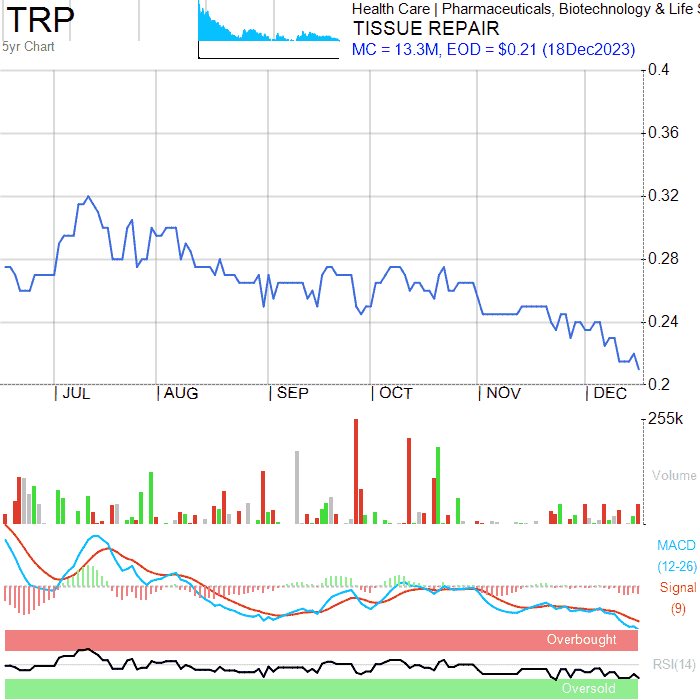 TRP
5yr Chart
Health Care | Pharmaceuticals, Biotechnology & Life S
TISSUE REPAIR
MC = 13.3M, EOD = $0.21 (18Dec2023)
0.4
0.36
0.32
0.28
0.24
0.2
| JUL | AUG | SEP | OCT | NOV | DEC
255k
Volume
MACD
(12-26)
Signal
(9)
Overbought
RSI(14)
Oversold